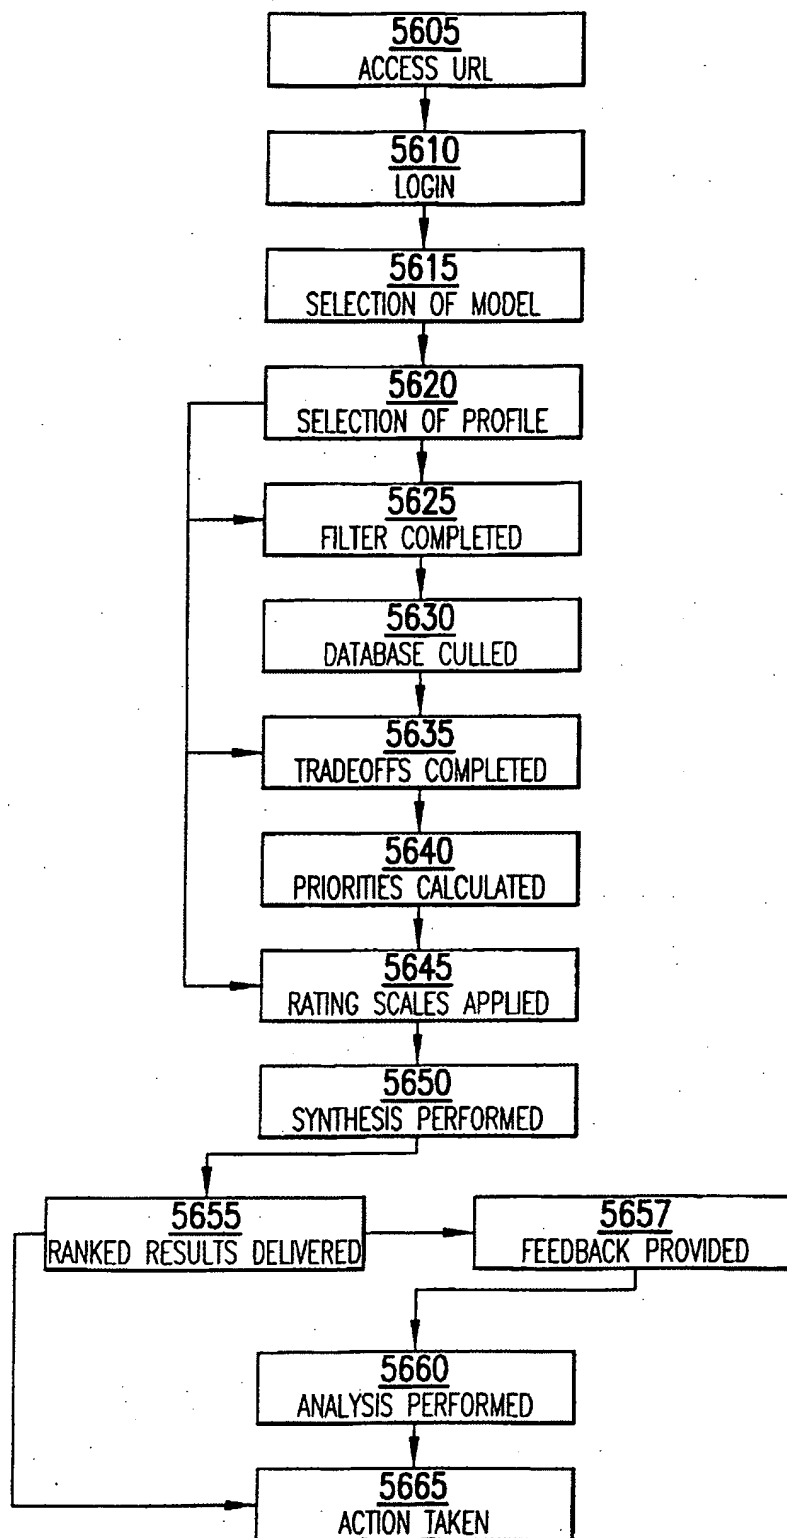 5605
ACCESS URL
5610
LOGIN
5615
SELECTION OF MODEL
5620
SELECTION OF PROFILE
5625
FILTER COMPLETED
5630
DATABASE CULLED
5635
TRADEOFFS COMPLETED
5640
PRIORITIES CALCULATED
5645
RATING SCALES APPLIED
5650
SYNTHESIS PERFORMED
5655
RANKED RESULTS DELIVERED
5657
FEEDBACK PROVIDED
5660
ANALYSIS PERFORMED
5665
ACTION TAKEN